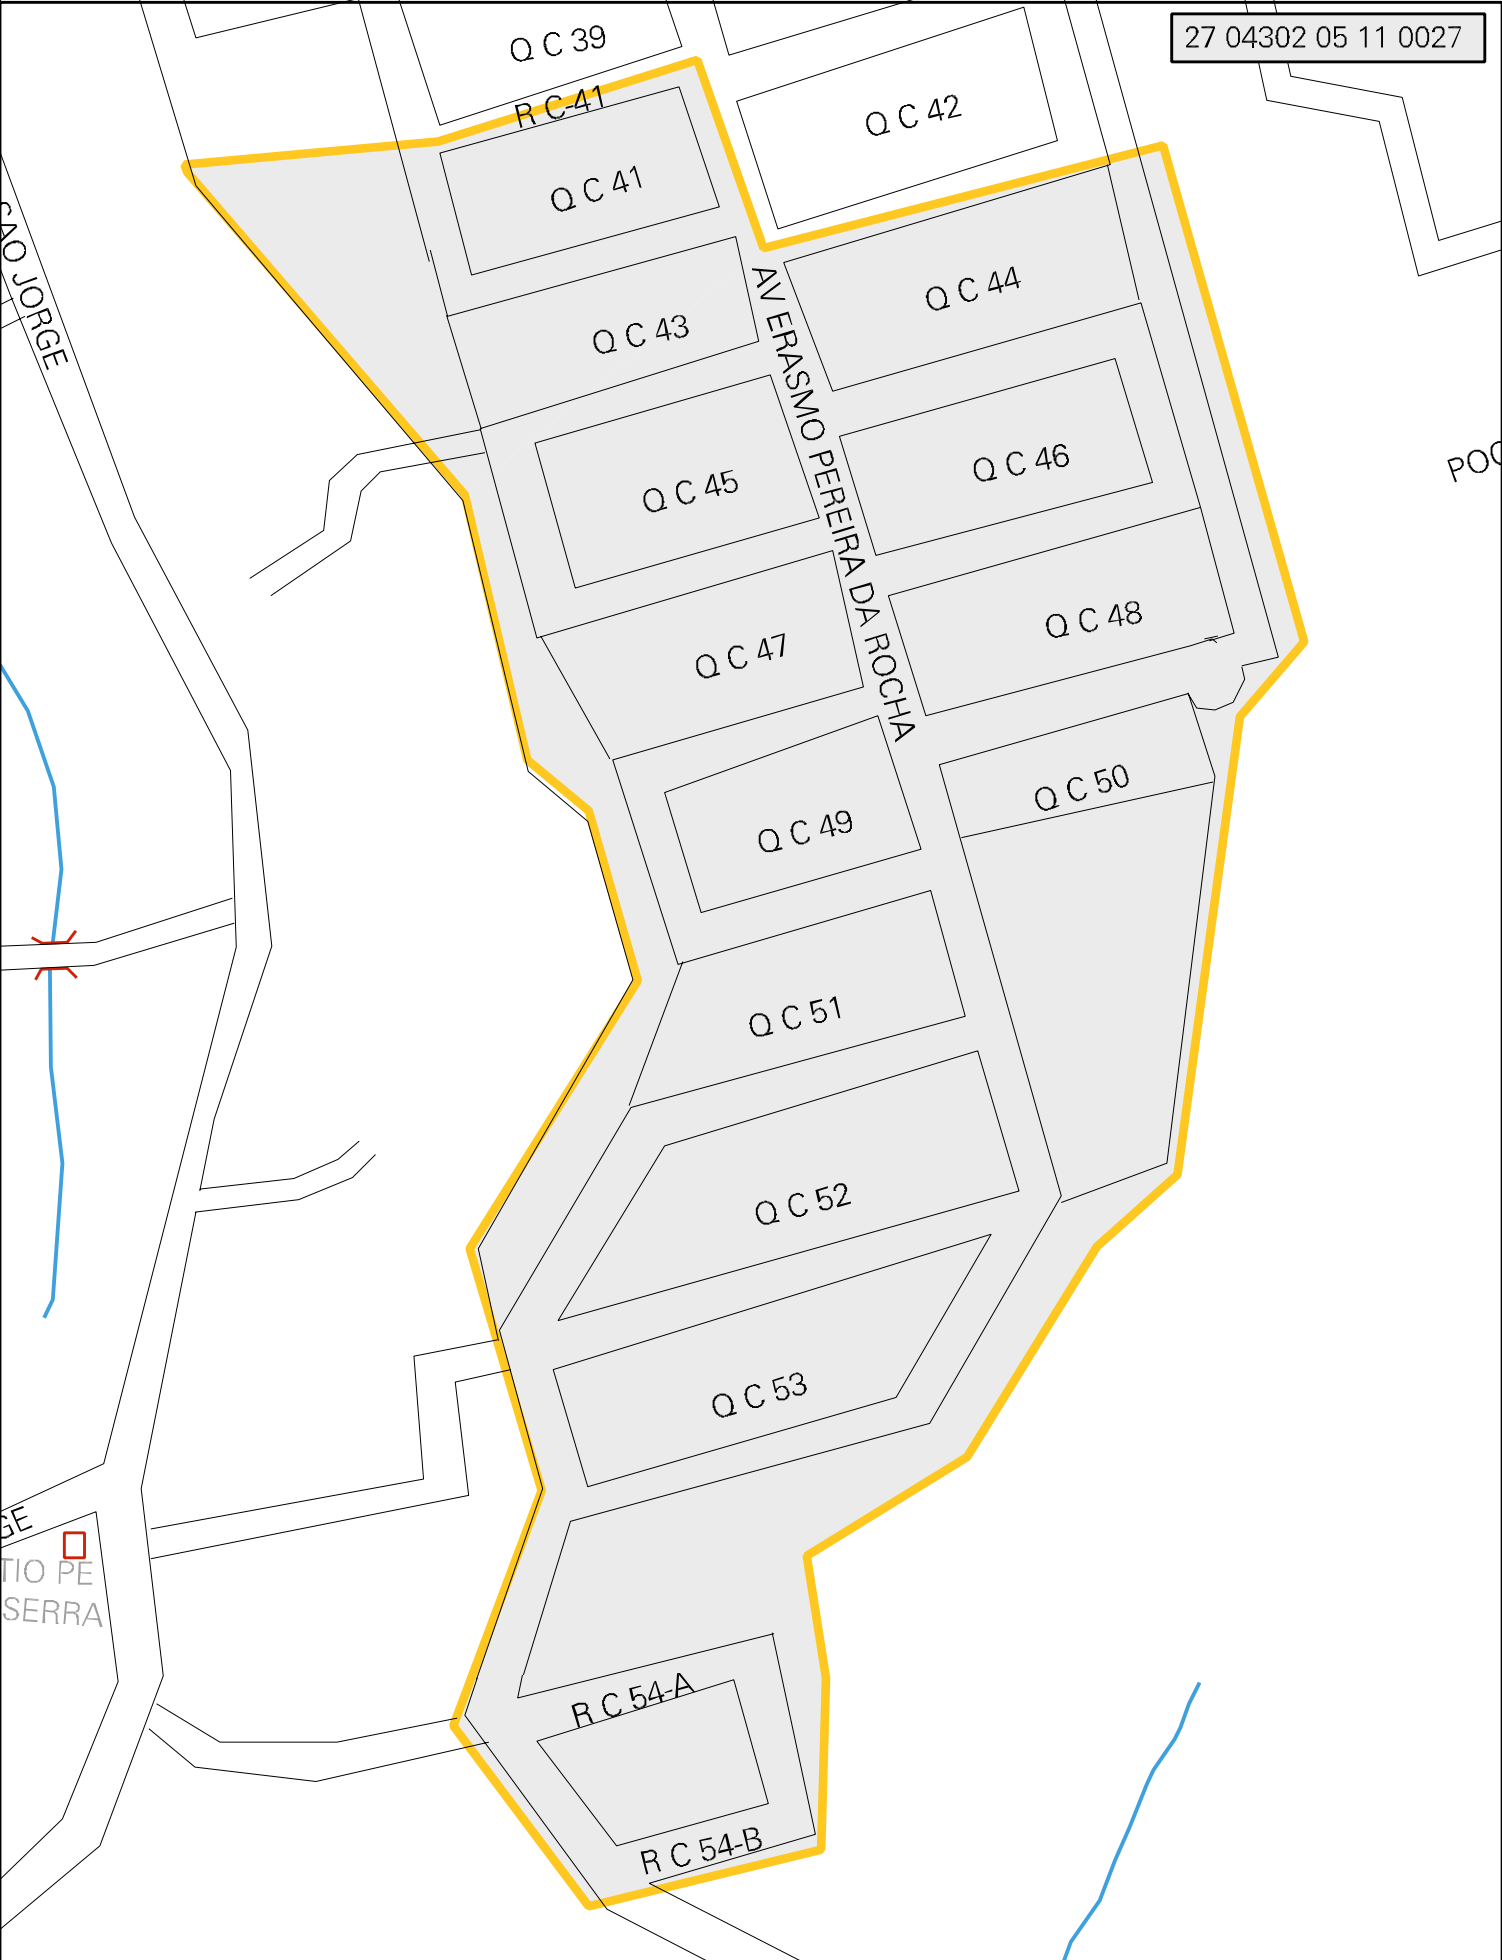 27 04302 05 11 0027
Q C 39
R C-41
Q C 42
Q C 41
SAO JORGE
Q C 44
Q C 43
AV ERASMO PEREIRA DA ROCHA
Q C 46
POÇ
Q C 45
Q C 48
Q C 47
Q C 50
Q C 49
Q C 51
Q C 52
Q C 53
GE
TIO PE
SERRA
R C 54-A
R C 54-B